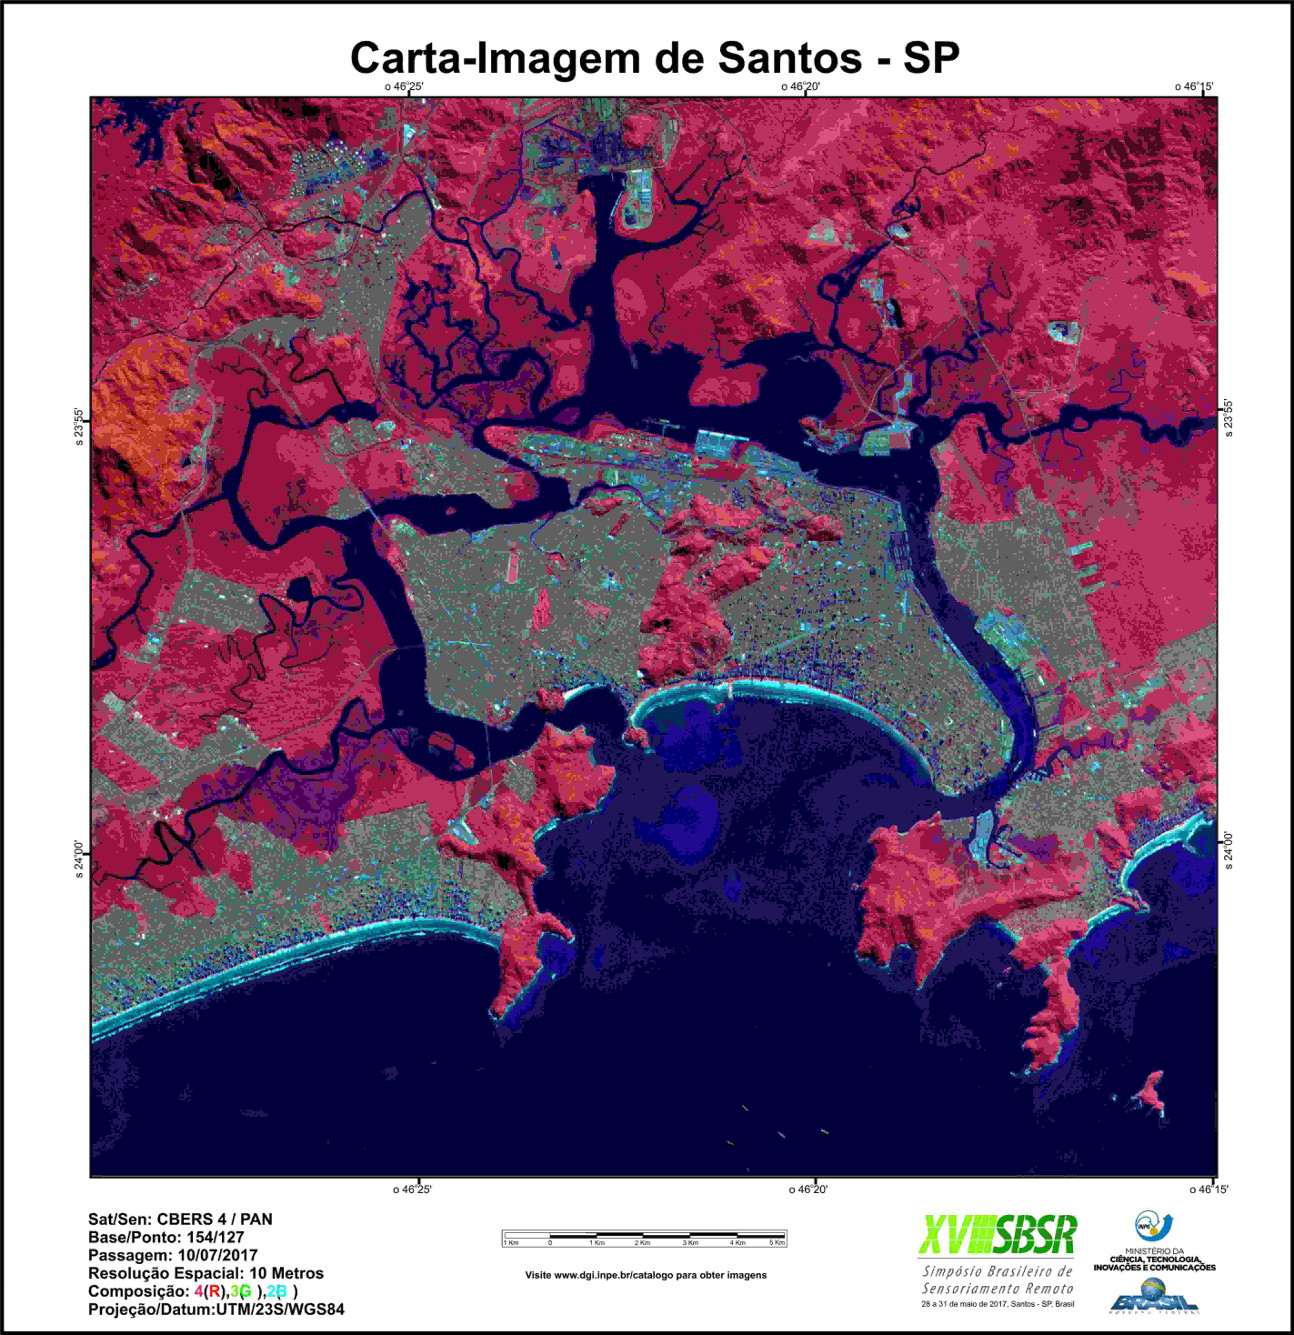 Carta-Imagem de Santos - SP
o 46°25' o 46°20' o 46°15'
s 23°55' s 23°55'
s 24°00' s 24°00'
o 46°25' o 46°20' o 46°15'
Sat/Sen: CBERS 4 / PAN
Base/Ponto: 154/127
Passagem: 10/07/2017
Resolução Espacial: 10 Metros
Composição: 4(R),3G ),2B )
Projeção/Datum:UTM/23S/WGS84
1 Km 0 1 Km 2 Km 3 Km 4 Km 5 Km
Visite www.dgi.inpe.br/catalogo para obter imagens
XVIIISBSR
Simpósio Brasileiro de
Sensoriamento Remoto
28 a 31 de maio de 2017, Santos - SP, Brasil
INPE
MINISTÉRIO DA
CIÊNCIA, TECNOLOGIA,
INOVAÇÕES E COMUNICAÇÕES
BRASIL
GOVERNO FEDERAL